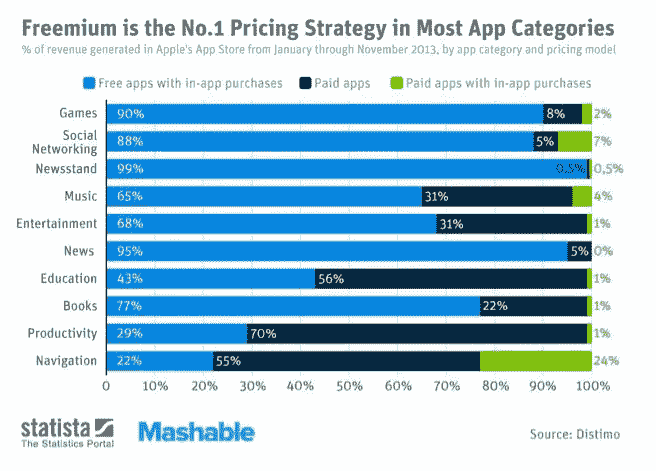 Freemium is the No.1 Pricing Strategy in Most App Categories
% of revenue generated in Apple's App Store from January through November 2013, by app category and pricing model
Free apps with in-app purchases Paid apps Paid apps with in-app purchases
Games 90% 8% 2%
Social
Networking 88% 5% 7%
Newsstand 99% 0,5% 0,5%
Music 65% 31% 4%
Entertainment 68% 31% 1%
News 95% 5% 0%
Education 43% 56% 1%
Books 77% 22% 1%
Productivity 29% 70% 1%
Navigation 22% 55% 24%
0 10% 20% 30% 40% 50% 60% 70% 80% 90% 100%
statista
The Statistics Portal
Mashable
Source: Distimo